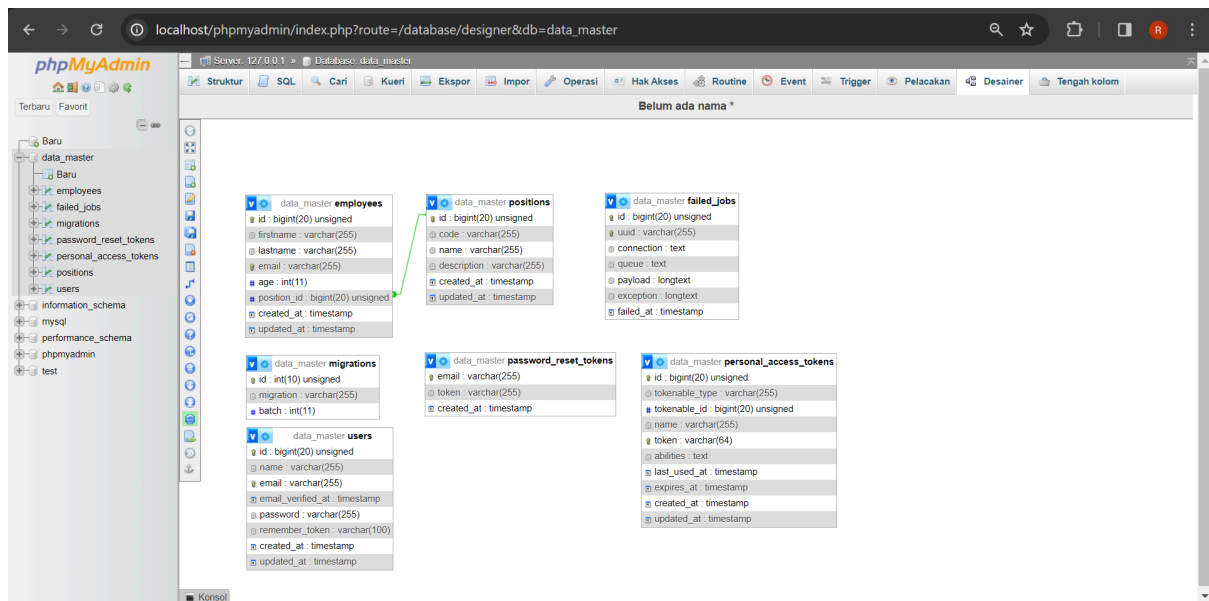 localhost/phpmyadmin/index.php?route=/database/designer&db=data_master
R
phpMyAdmin
Terbaru Favorit
Baru
data_master
Baru
employees
failed_jobs
migrations
password_reset_tokens
personal_access_tokens
positions
users
information_schema
mysql
performance_schema
phpmyadmin
test
Server: 127.0.0.1 » Database: data_master
Struktur SQL Cari Kueri Ekspor Impor Operasi Hak Akses Routine Event Trigger Pelacakan Desainer Tengah kolom
Belum ada nama *
v data_master employees
id : bigint(20) unsigned
firstname : varchar(255)
lastname : varchar(255)
email : varchar(255)
# age : int(11)
# position_id : bigint(20) unsigned
created_at : timestamp
updated_at : timestamp
v data_master positions
id : bigint(20) unsigned
code : varchar(255)
name : varchar(255)
description : varchar(255)
created_at : timestamp
updated_at : timestamp
v data_master failed_jobs
id : bigint(20) unsigned
uuid : varchar(255)
connection : text
queue : text
payload : longtext
exception : longtext
failed_at : timestamp
v data_master migrations
id : int(10) unsigned
migration : varchar(255)
# batch : int(11)
v data_master password_reset_tokens
email : varchar(255)
token : varchar(255)
created_at : timestamp
v data_master personal_access_tokens
id : bigint(20) unsigned
tokenable_type : varchar(255)
# tokenable_id : bigint(20) unsigned
name : varchar(255)
token : varchar(64)
abilities : text
last_used_at : timestamp
expires_at : timestamp
created_at : timestamp
updated_at : timestamp
v data_master users
id : bigint(20) unsigned
name : varchar(255)
email : varchar(255)
email_verified_at : timestamp
password : varchar(255)
remember_token : varchar(100)
created_at : timestamp
updated_at : timestamp
Konsol